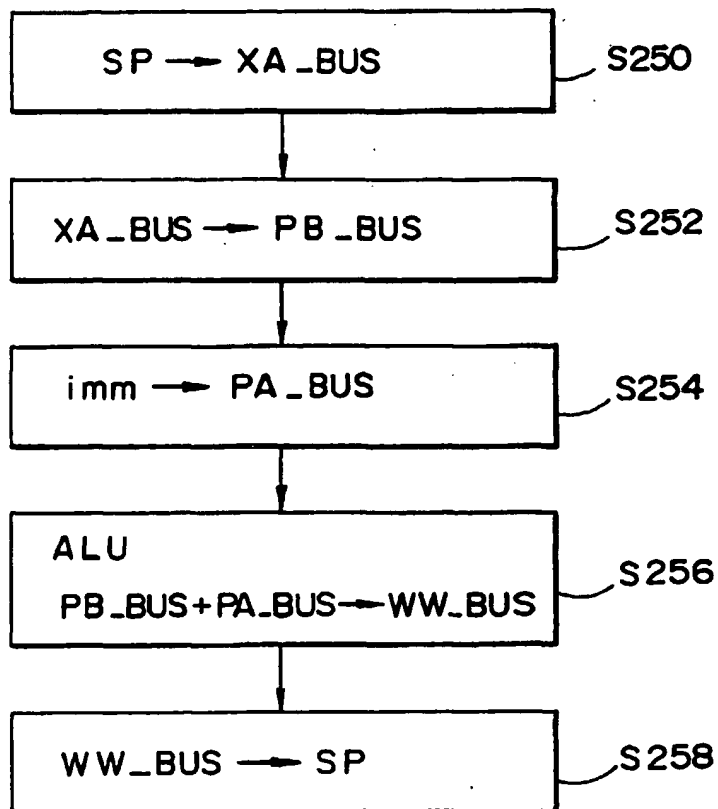 SP → XA_BUS
S250
XA_BUS → PB_BUS
S252
imm → PA_BUS
S254
ALU
PB_BUS+PA_BUS→WW_BUS
S256
WW_BUS → SP
S258